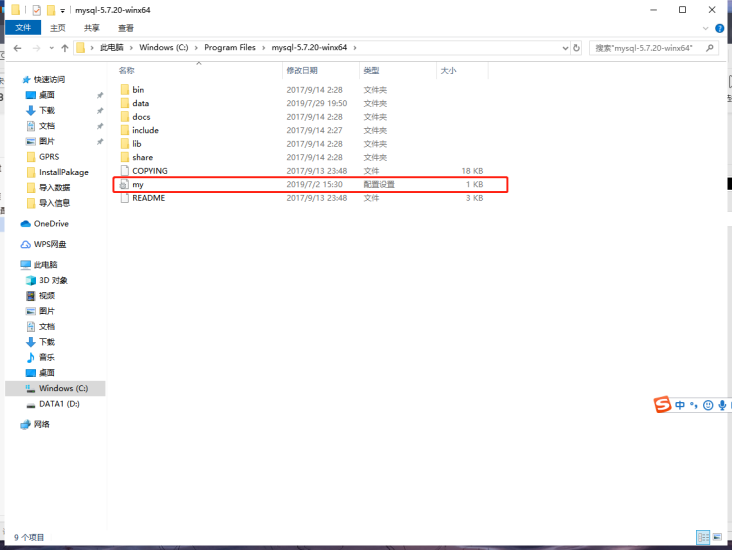 mysql-5.7.20-winx64
文件 主页 共享 查看
此电脑 Windows (C:) Program Files mysql-5.7.20-winx64 搜索"mysql-5.7.20-winx64"
名称 修改日期 类型 大小
快速访问
桌面
下载
文档
图片
GPRS
InstallPakage
导入数据
导入信息
OneDrive
WPS网盘
此电脑
3D 对象
视频
图片
文档
下载
音乐
桌面
Windows (C:)
DATA1 (D:)
网络
bin 2017/9/14 2:28 文件夹
data 2019/7/29 19:50 文件夹
docs 2017/9/14 2:28 文件夹
include 2017/9/14 2:27 文件夹
lib 2017/9/14 2:28 文件夹
share 2017/9/14 2:28 文件夹
COPYING 2017/9/13 23:48 文件 18 KB
my 2019/7/2 15:30 配置设置 1 KB
README 2017/9/13 23:48 文件 3 KB
中
9 个项目